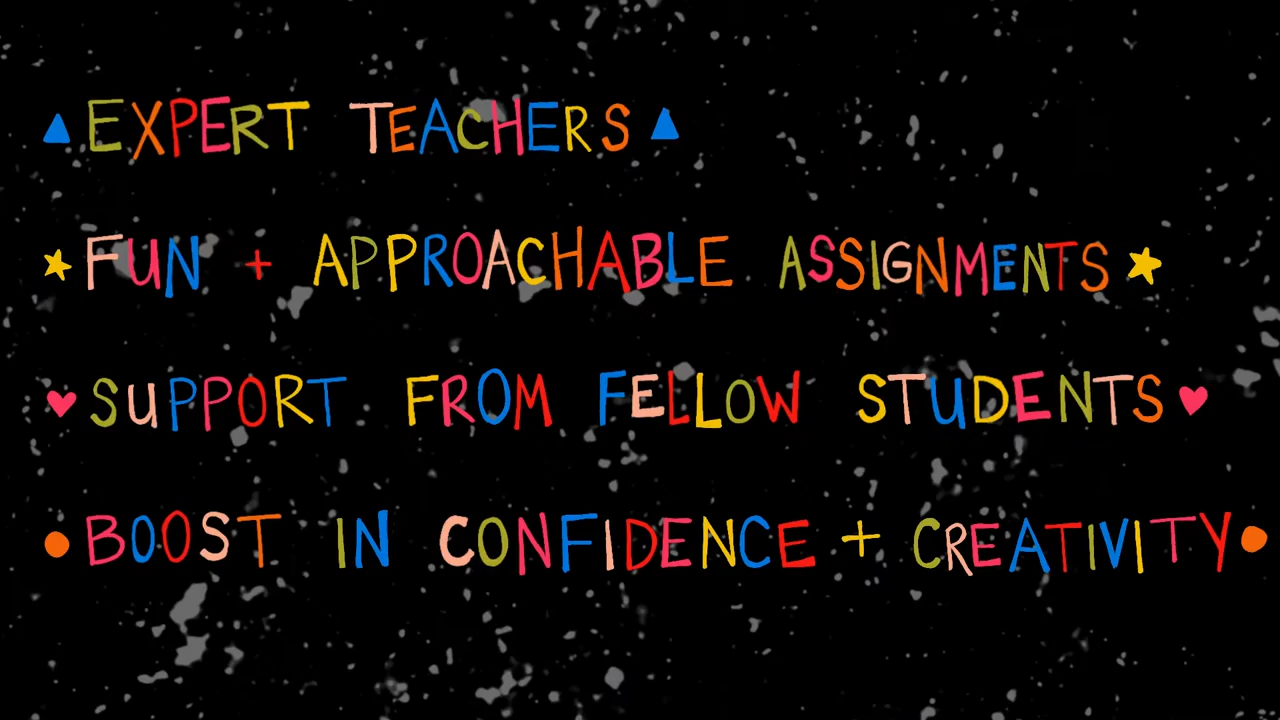 EXPERT TEACHERS
FUN + APPROACHABLE ASSIGNMENTS
SUPPORT FROM FELLOW STUDENTS
BOOST IN CONFIDENCE + CREATIVITY